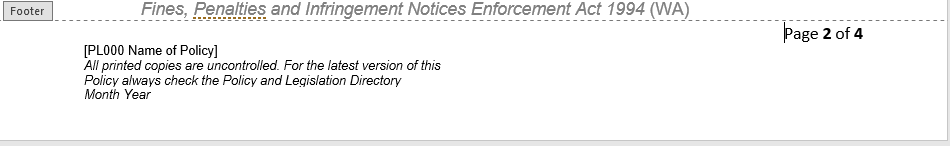 Footer
Fines, Penalties and Infringement Notices Enforcement Act 1994 (WA)
Page 2 of 4
[PL000 Name of Policy]
All printed copies are uncontrolled. For the latest version of this
Policy always check the Policy and Legislation Directory
Month Year